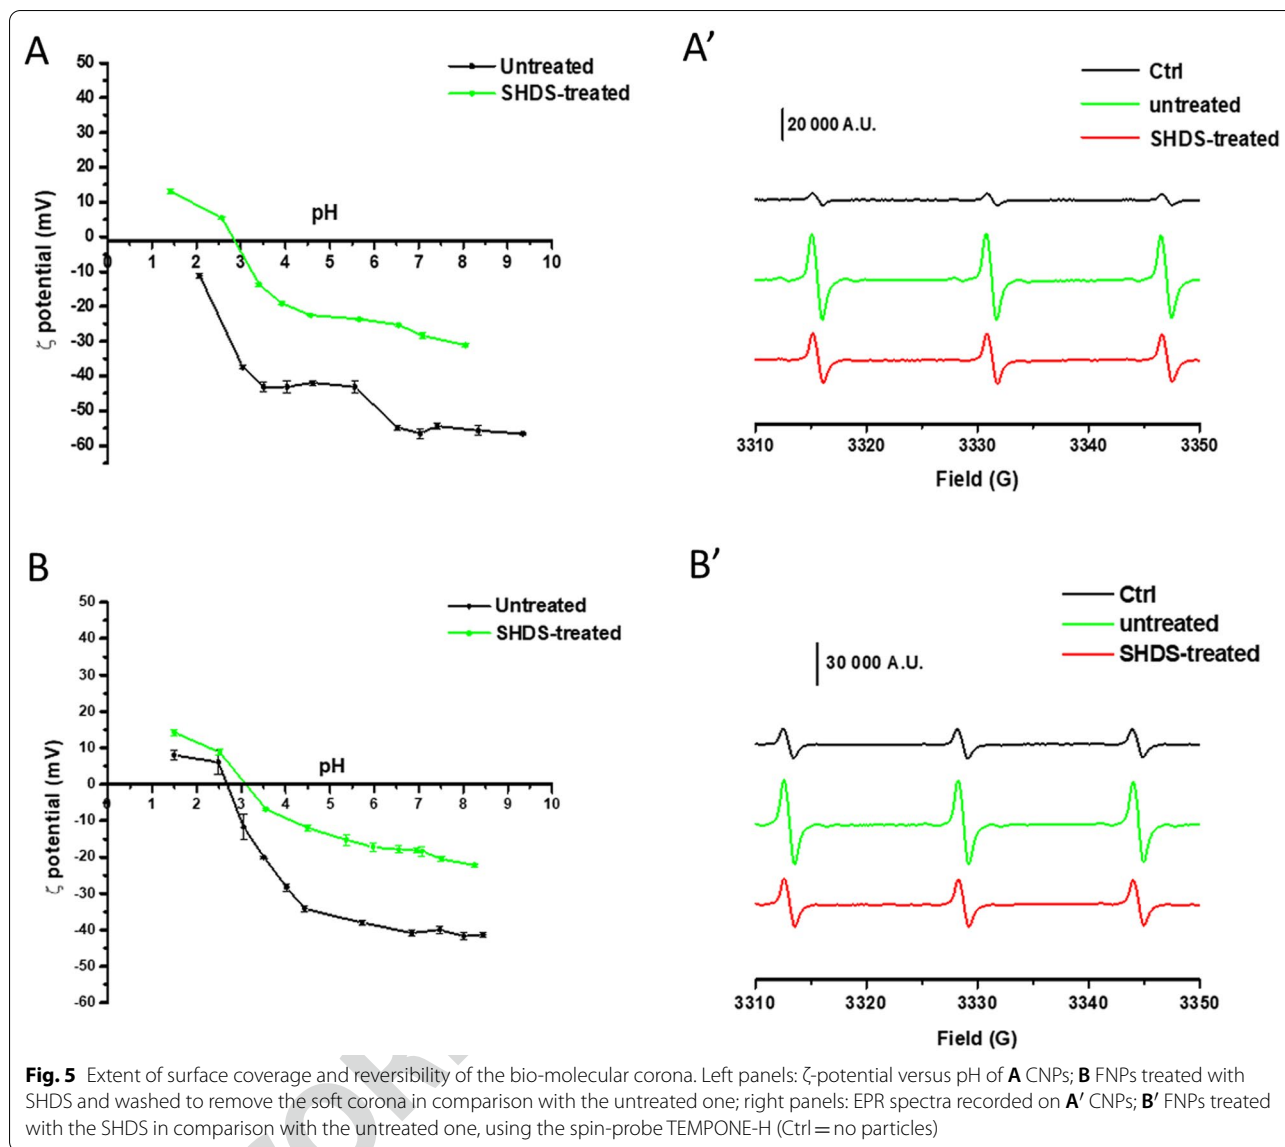 A
50
40
30
20
10
0
-10
-20
-30
-40
-50
-60
ζ potential (mV)
pH
0 1 2 3 4 5 6 7 8 9 10
Untreated
SHDS-treated
A′
Ctrl
untreated
SHDS-treated
20 000 A.U.
3310 3320 3330 3340 3350
Field (G)
B
50
40
30
20
10
0
-10
-20
-30
-40
-50
-60
ζ potential (mV)
pH
0 1 2 3 4 5 6 7 8 9 10
Untreated
SHDS-treated
B′
Ctrl
untreated
SHDS-treated
30 000 A.U.
3310 3320 3330 3340 3350
Field (G)
Fig. 5 Extent of surface coverage and reversibility of the bio-molecular corona. Left panels: ζ-potential versus pH of A CNPs; B FNPs treated with
SHDS and washed to remove the soft corona in comparison with the untreated one; right panels: EPR spectra recorded on A′ CNPs; B′ FNPs treated
with the SHDS in comparison with the untreated one, using the spin-probe TEMPONE-H (Ctrl = no particles)